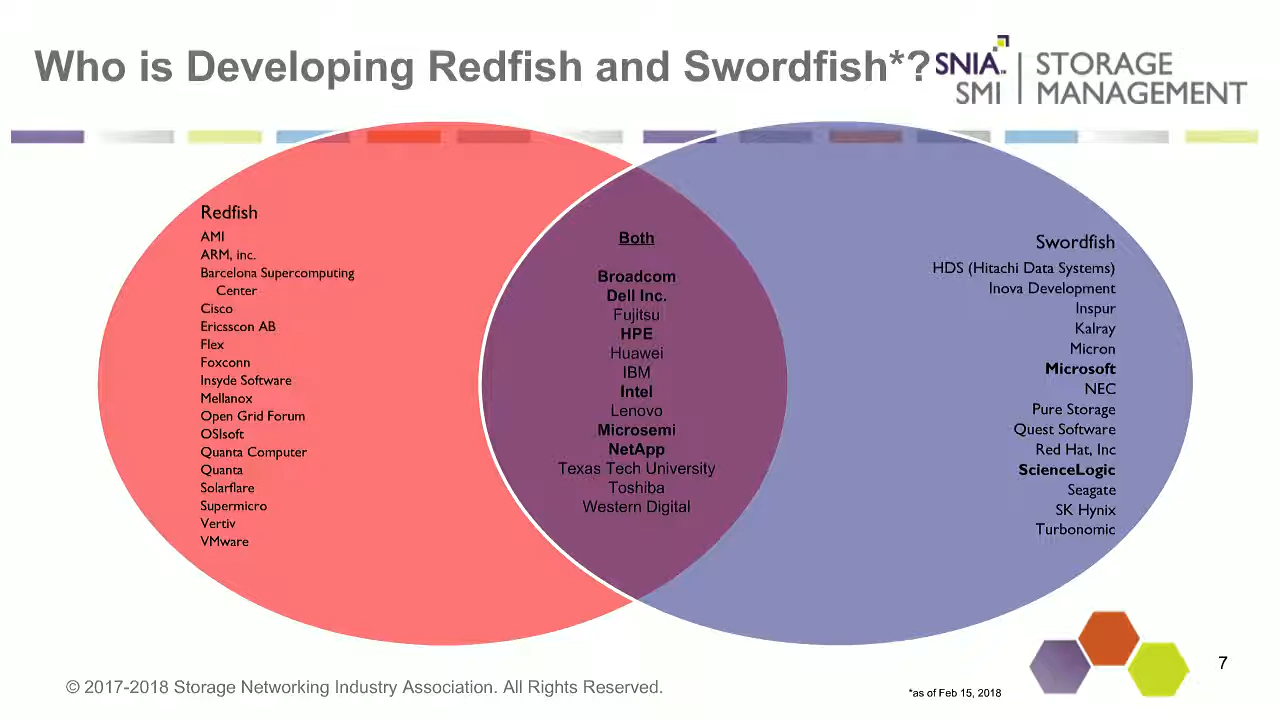 Who is Developing Redfish and Swordfish*?
SNIA™ | STORAGE
SMI | MANAGEMENT
Redfish
AMI
ARM, inc.
Barcelona Supercomputing
Center
Cisco
Ericsscon AB
Flex
Foxconn
Insyde Software
Mellanox
Open Grid Forum
OSIsoft
Quanta Computer
Quanta
Solarflare
Supermicro
Vertiv
VMware
Both
Broadcom
Dell Inc.
Fujitsu
HPE
Huawei
IBM
Intel
Lenovo
Microsemi
NetApp
Texas Tech University
Toshiba
Western Digital
Swordfish
HDS (Hitachi Data Systems)
Inova Development
Inspur
Kalray
Micron
Microsoft
NEC
Pure Storage
Quest Software
Red Hat, Inc
ScienceLogic
Seagate
SK Hynix
Turbonomic
7
© 2017-2018 Storage Networking Industry Association. All Rights Reserved.
*as of Feb 15, 2018